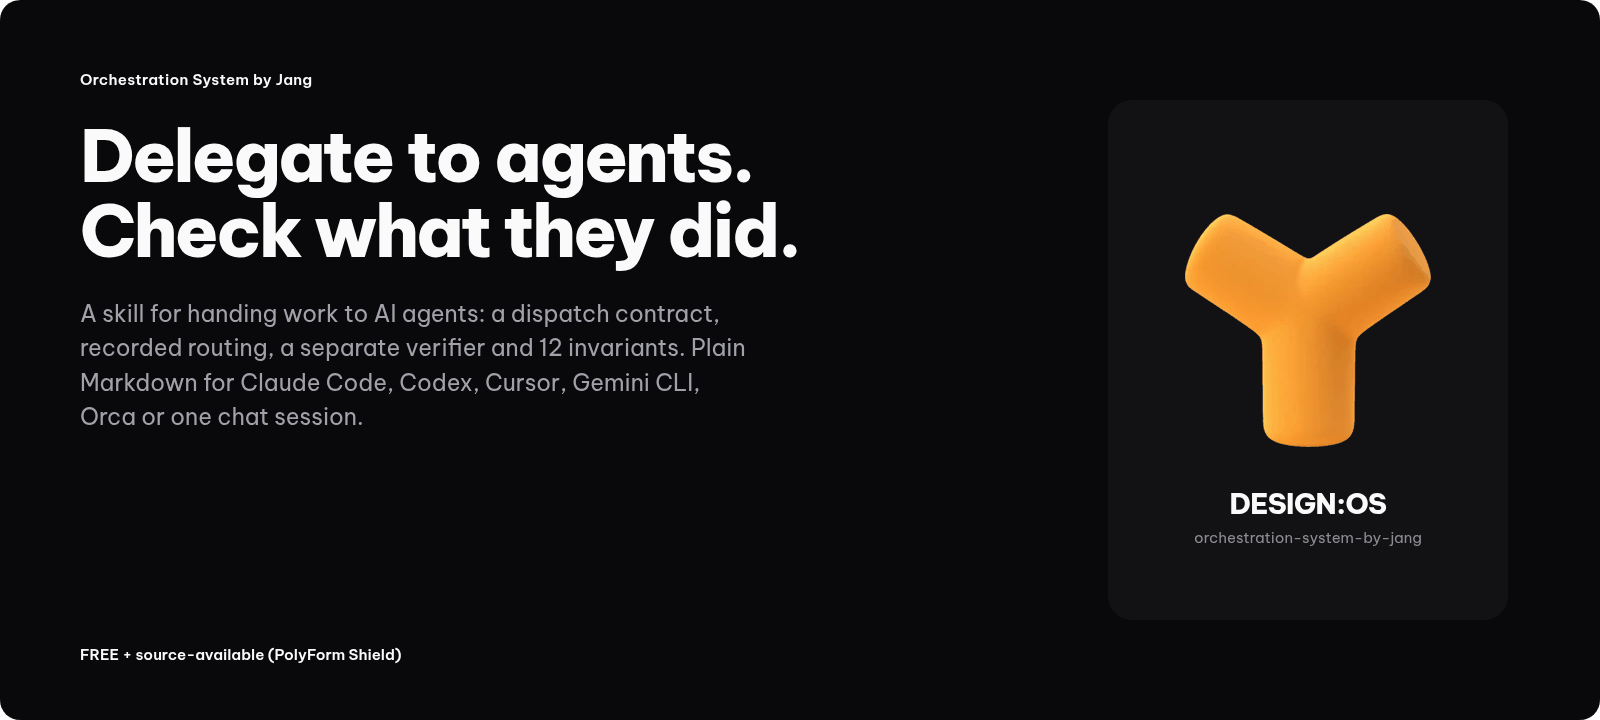 Orchestration System by Jang
Delegate to agents.
Check what they did.
A skill for handing work to AI agents: a dispatch contract,
recorded routing, a separate verifier and 12 invariants. Plain
Markdown for Claude Code, Codex, Cursor, Gemini CLI,
Orca or one chat session.
FREE + source-available (PolyForm Shield)
DESIGN:OS
orchestration-system-by-jang